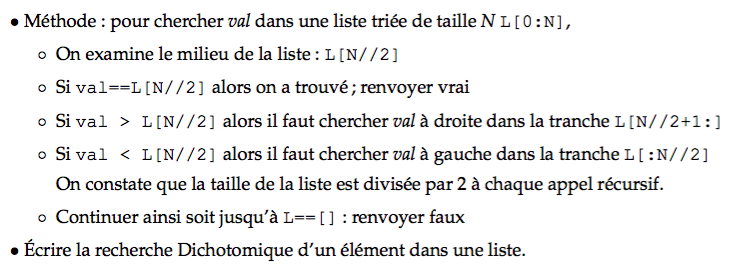 • Méthode : pour chercher val dans une liste triée de taille N L[0:N],
◦ On examine le milieu de la liste : L[N//2]
◦ Si val==L[N//2] alors on a trouvé ; renvoyer vrai
◦ Si val > L[N//2] alors il faut chercher val à droite dans la tranche L[N//2+1:]
◦ Si val < L[N//2] alors il faut chercher val à gauche dans la tranche L[:N//2]
On constate que la taille de la liste est divisée par 2 à chaque appel récursif.
◦ Continuer ainsi soit jusqu'à L==[] : renvoyer faux
• Écrire la recherche Dichotomique d'un élément dans une liste.